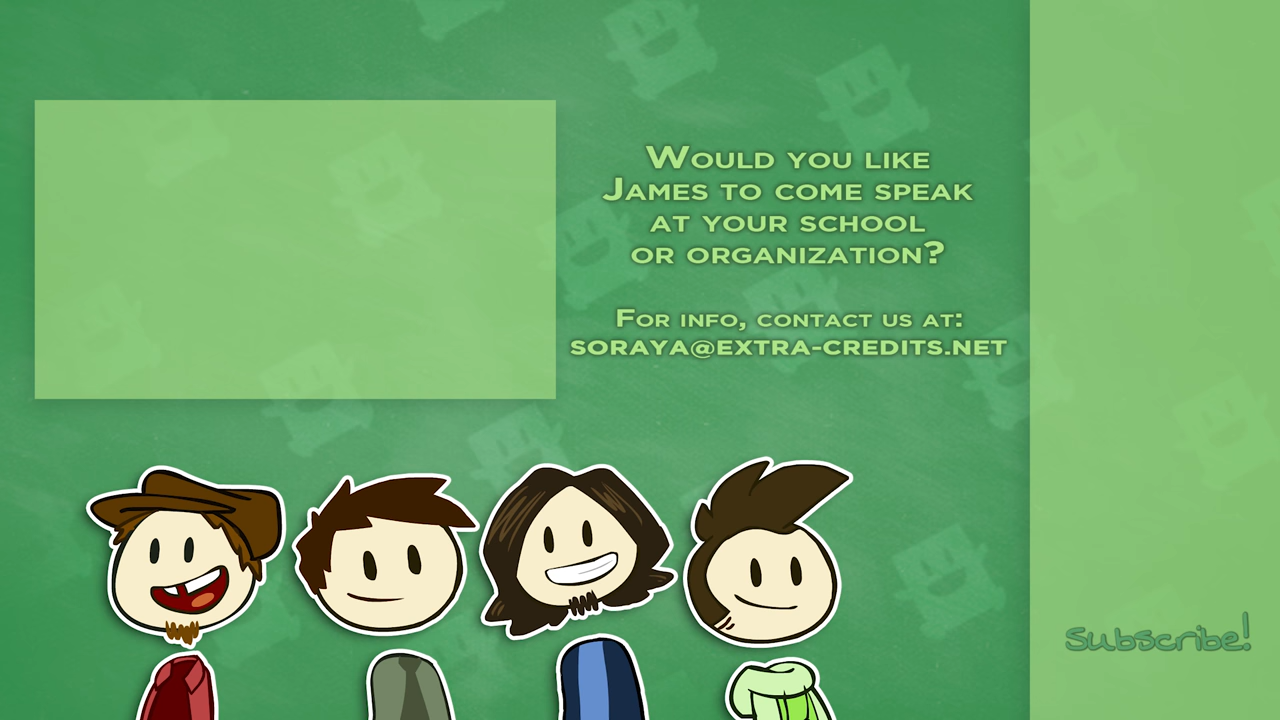 Would you like
James to come speak
at your school
or organization?
For info, contact us at:
soraya@extra-credits.net
Subscribe!